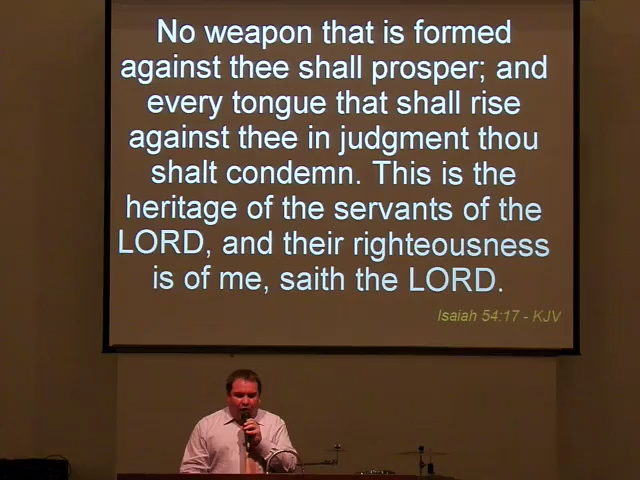 No weapon that is formed
against thee shall prosper; and
every tongue that shall rise
against thee in judgment thou
shalt condemn. This is the
heritage of the servants of the
LORD, and their righteousness
is of me, saith the LORD.
Isaiah 54:17 - KJV